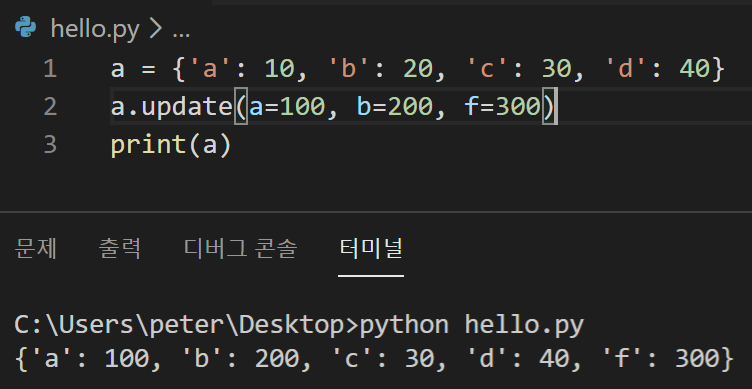 hello.py > ...
1 a = {'a': 10, 'b': 20, 'c': 30, 'd': 40}
2 a.update(a=100, b=200, f=300)
3 print(a)
문제 출력 디버그 콘솔 터미널
C:\Users\peter\Desktop>python hello.py
{'a': 100, 'b': 200, 'c': 30, 'd': 40, 'f': 300}